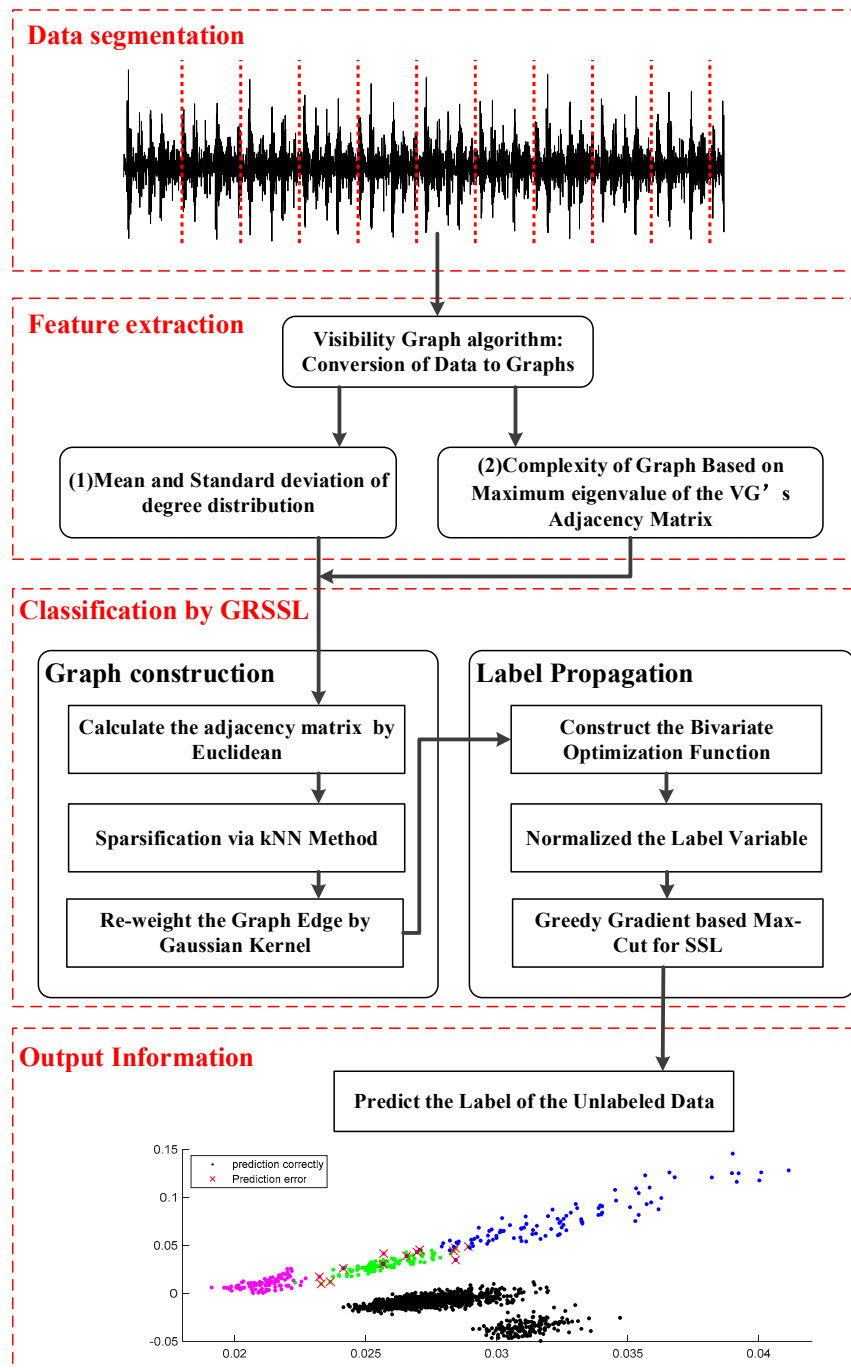 Data segmentation
Feature extraction
Visibility Graph algorithm:
Conversion of Data to Graphs
(1)Mean and Standard deviation of
degree distribution
(2)Complexity of Graph Based on
Maximum eigenvalue of the VG’s
Adjacency Matrix
Classification by GRSSL
Graph construction
Calculate the adjacency matrix by
Euclidean
Sparsification via kNN Method
Re-weight the Graph Edge by
Gaussian Kernel
Label Propagation
Construct the Bivariate
Optimization Function
Normalized the Label Variable
Greedy Gradient based Max-
Cut for SSL
Output Information
Predict the Label of the Unlabeled Data
prediction correctly
Prediction error
0.15
0.1
0.05
0
-0.05
0.02
0.025
0.03
0.035
0.04